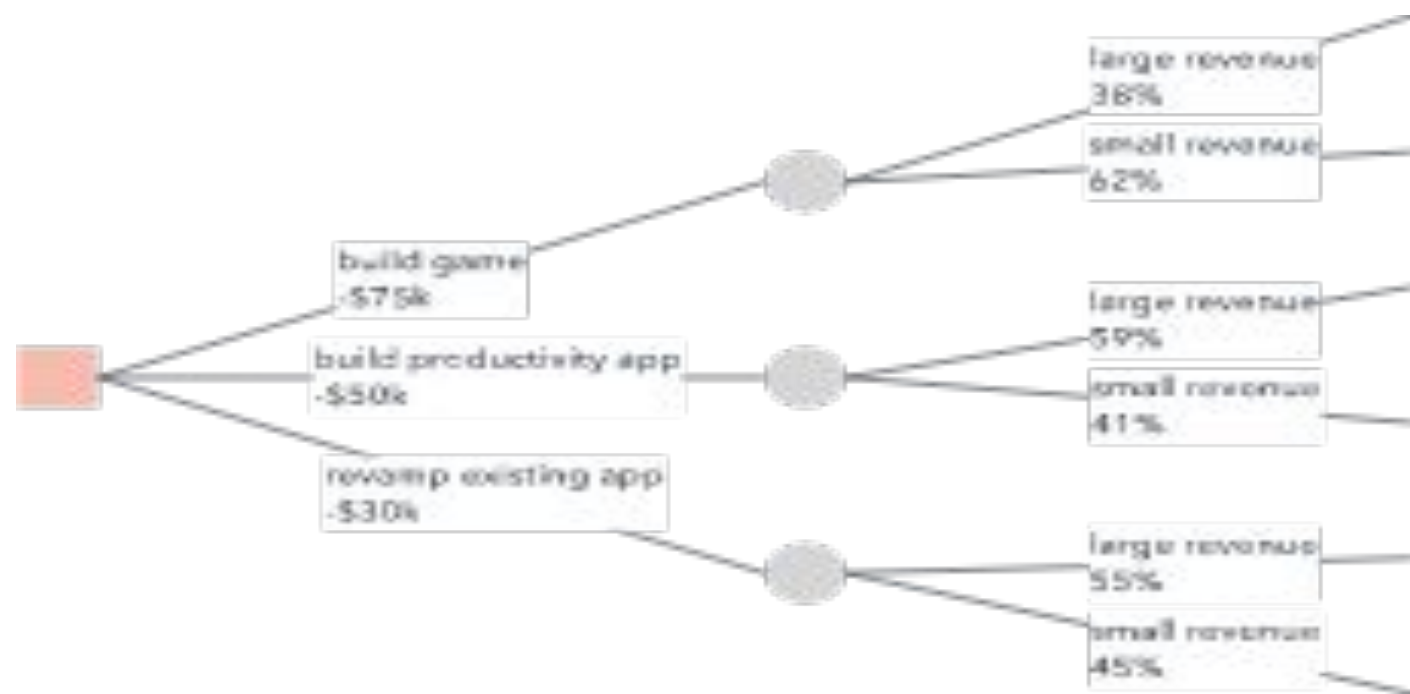 large revenue
38%
small revenue
62%
build game
-$75k
large revenue
59%
build productivity app
-$50k
small revenue
41%
revamp existing app
-$30k
large revenue
55%
small revenue
45%